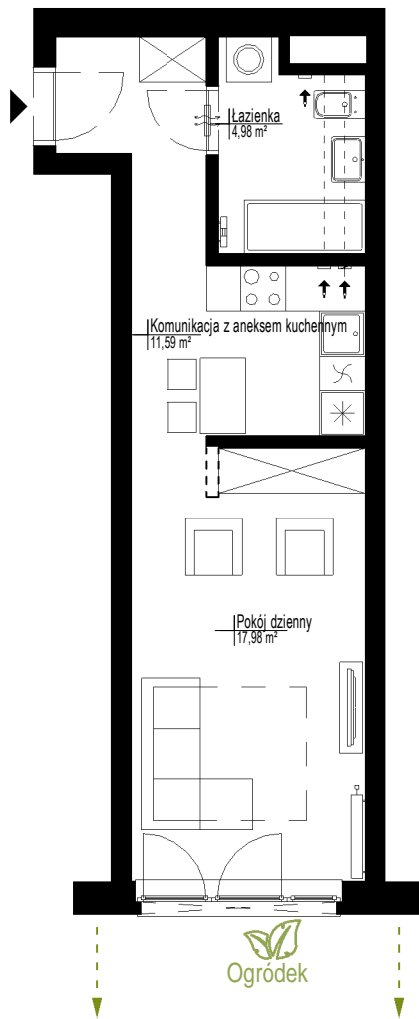 Łazienka
4,98 m²
Komunikacja z aneksem kuchennym
11,59 m²
Pokój dzienny
17,98 m²
Ogródek